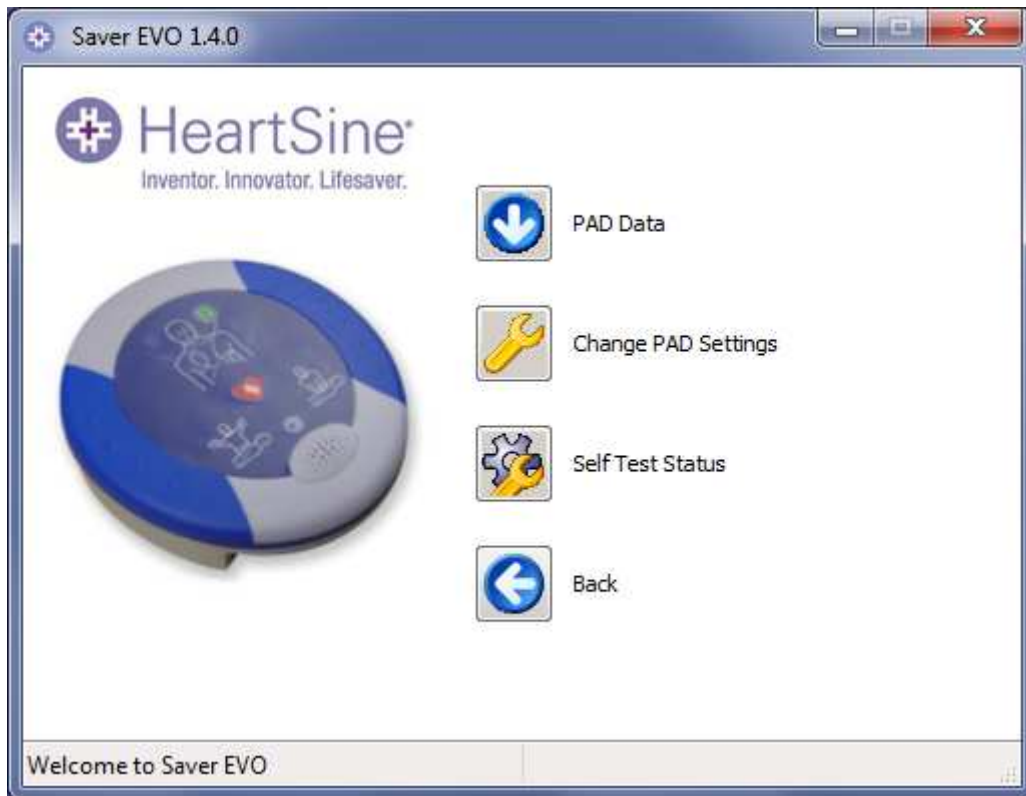 Saver EVO 1.4.0
HeartSine®
Inventor. Innovator. Lifesaver.
PAD Data
Change PAD Settings
Self Test Status
Back
Welcome to Saver EVO